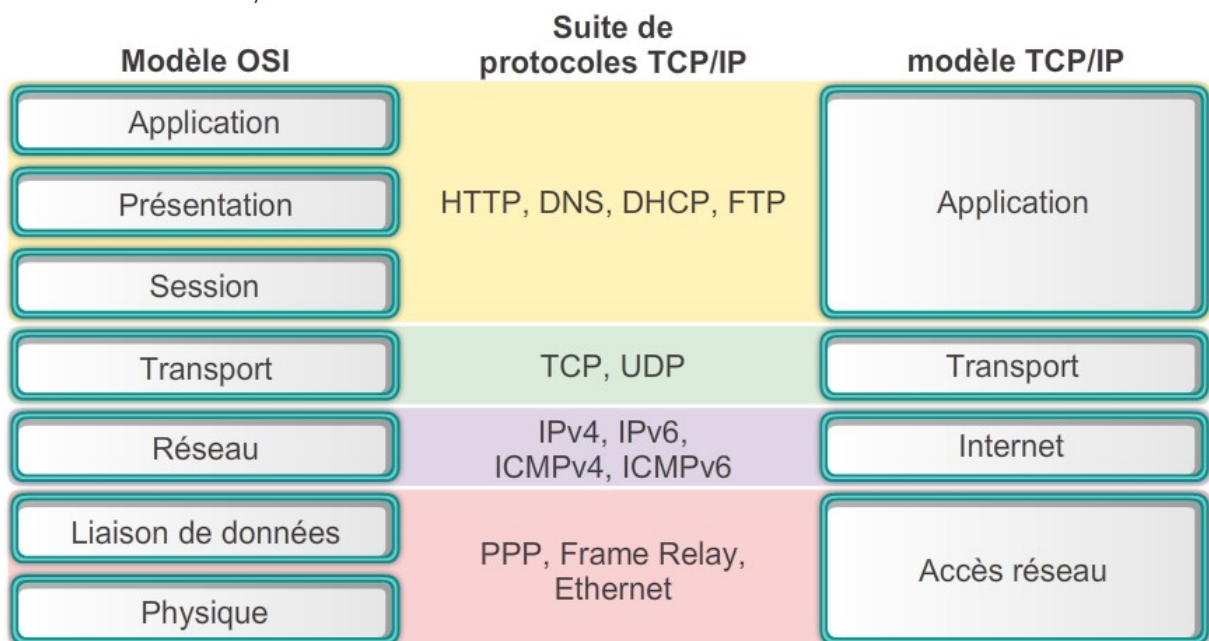 Modèle OSI
Suite de
protocoles TCP/IP
modèle TCP/IP
Application
Présentation
Session
HTTP, DNS, DHCP, FTP
Application
Transport
TCP, UDP
Transport
Réseau
IPv4, IPv6,
ICMPv4, ICMPv6
Internet
Liaison de données
Physique
PPP, Frame Relay,
Ethernet
Accès réseau